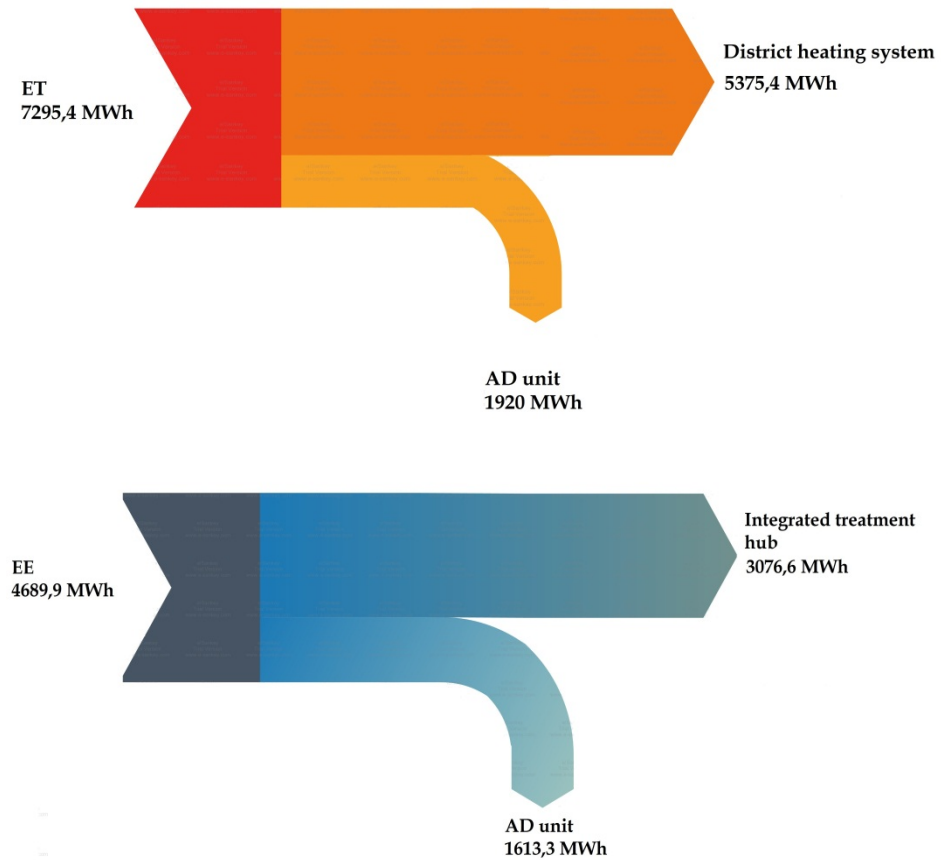 ET
7295,4 MWh
District heating system
5375,4 MWh
AD unit
1920 MWh
EE
4689,9 MWh
Integrated treatment
hub
3076,6 MWh
AD unit
1613,3 MWh